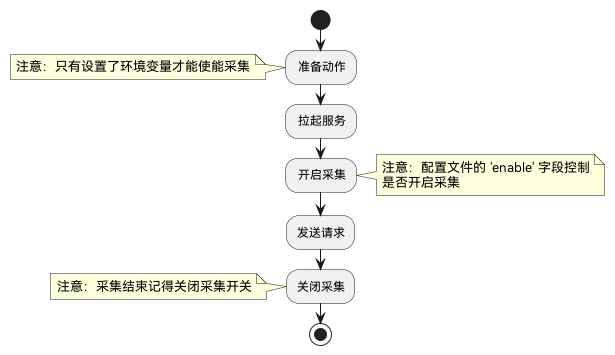 注意：只有设置了环境变量才能使能采集
准备动作
拉起服务
开启采集
注意：配置文件的 'enable' 字段控制
是否开启采集
发送请求
注意：采集结束记得关闭采集开关
关闭采集